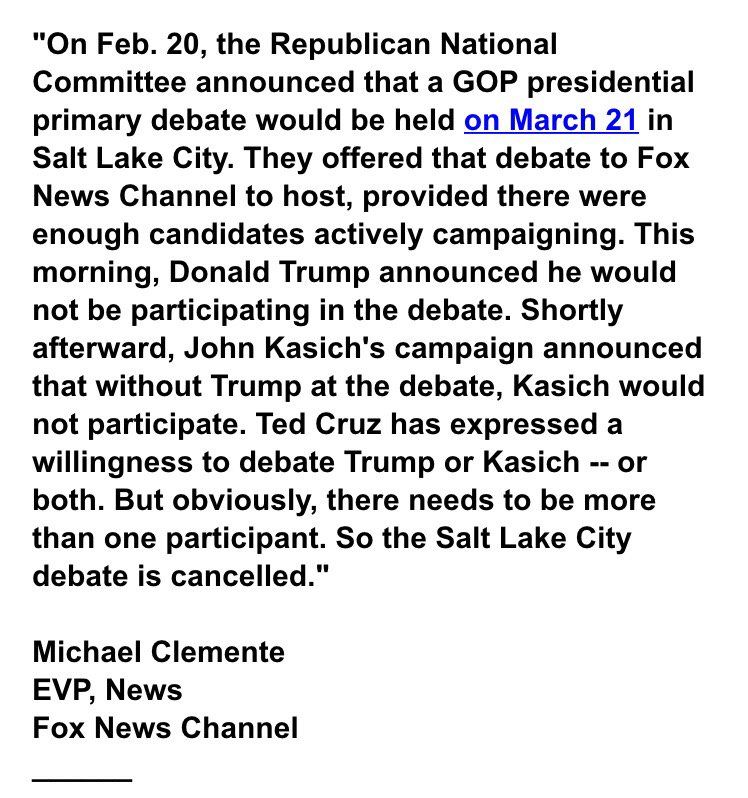 "On Feb. 20, the Republican National
Committee announced that a GOP presidential
primary debate would be held on March 21 in
Salt Lake City. They offered that debate to Fox
News Channel to host, provided there were
enough candidates actively campaigning. This
morning, Donald Trump announced he would
not be participating in the debate. Shortly
afterward, John Kasich's campaign announced
that without Trump at the debate, Kasich would
not participate. Ted Cruz has expressed a
willingness to debate Trump or Kasich -- or
both. But obviously, there needs to be more
than one participant. So the Salt Lake City
debate is cancelled."
Michael Clemente
EVP, News
Fox News Channel
______